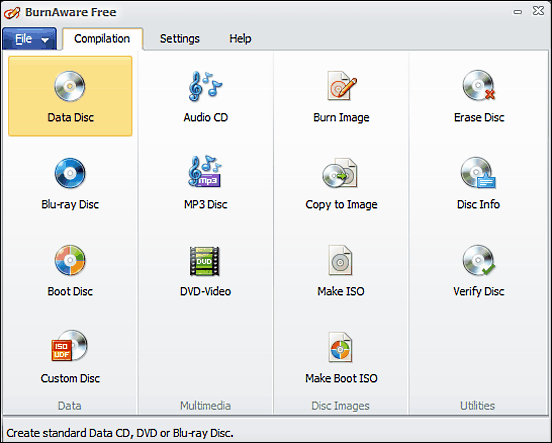 BurnAware Free
File Compilation Settings Help
Data Disc Audio CD Burn Image Erase Disc
mp3
Blu-ray Disc MP3 Disc Copy to Image Disc Info
DVD
Boot Disc DVD-Video Make ISO Verify Disc
ISO
UDF
Custom Disc Make Boot ISO
Data Multimedia Disc Images Utilities
Create standard Data CD, DVD or Blu-ray Disc.